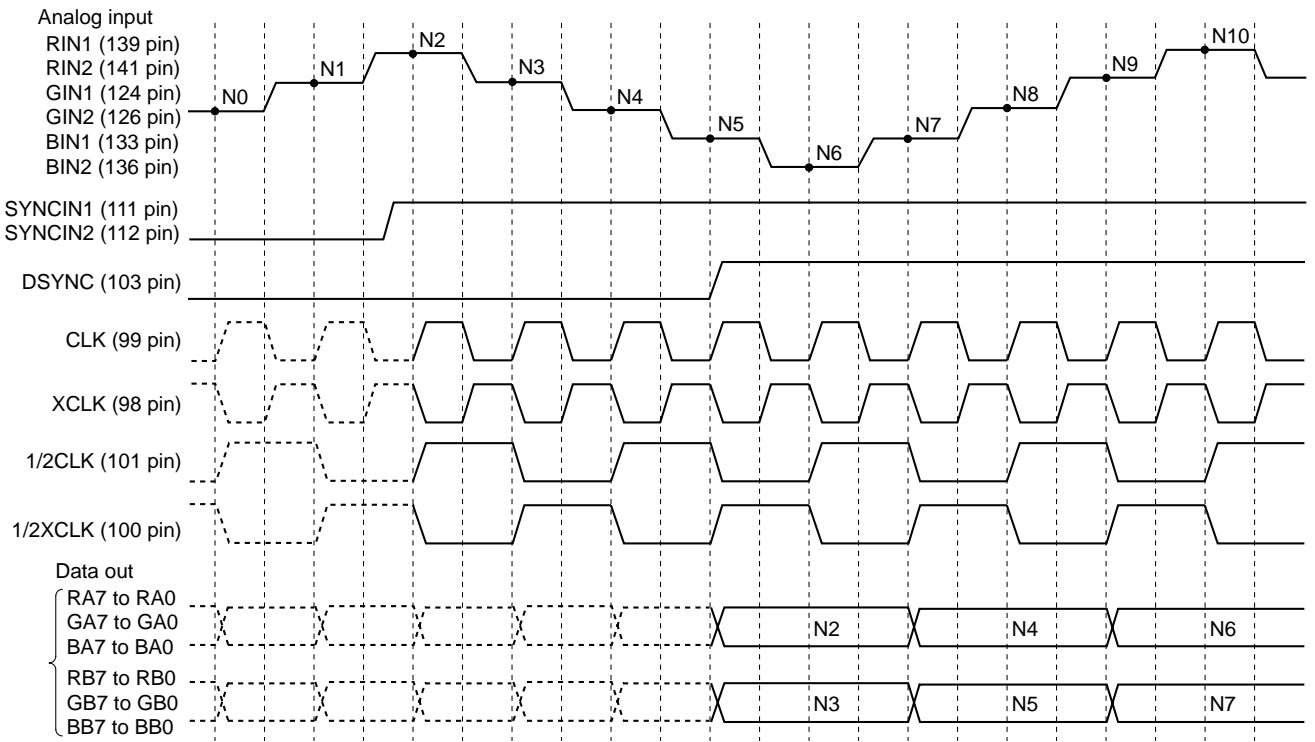 Analog input
RIN1 (139 pin)
RIN2 (141 pin)
GIN1 (124 pin)
GIN2 (126 pin)
BIN1 (133 pin)
BIN2 (136 pin)
N0
N1
N2
N3
N4
N5
N6
N7
N8
N9
N10
SYNCIN1 (111 pin)
SYNCIN2 (112 pin)
DSYNC (103 pin)
CLK (99 pin)
XCLK (98 pin)
1/2CLK (101 pin)
1/2XCLK (100 pin)
Data out
RA7 to RA0
GA7 to GA0
BA7 to BA0
N2
N4
N6
RB7 to RB0
GB7 to GB0
BB7 to BB0
N3
N5
N7